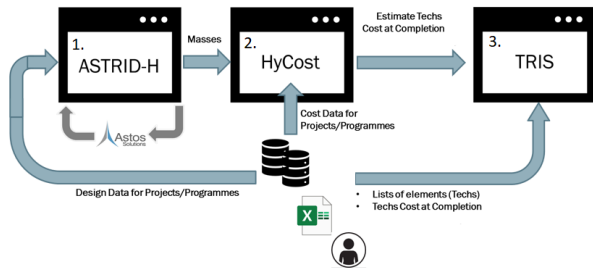 1.
ASTRID-H
Masses
2.
HyCost
Estimate Techs
Cost at Completion
3.
TRIS
Astos
Solutions
Cost Data for
Projects/Programmes
Design Data for Projects/Programmes
• Lists of elements (Techs)
• Techs Cost at Completion
X